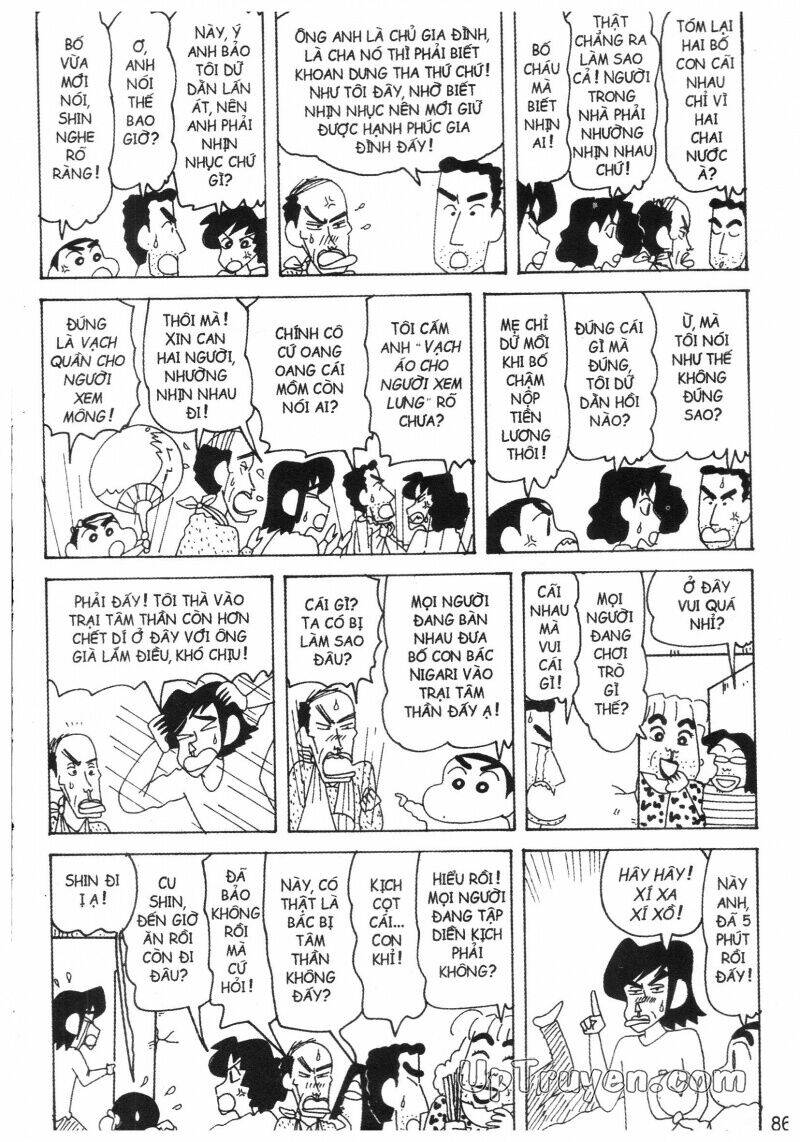 TÓM LẠI
HAI BỐ
CON CÃI
NHAU
CHỈ VÌ
HAI
CHAI
NƯỚC
À?
THẬT
CHẲNG RA
LÀM SAO
CẢ! NGƯỜI
TRONG
NHÀ PHẢI
NHƯỜNG
NHỊN NHAU
CHỨ!
BỐ
CHÁU
MÀ
BIẾT
NHỊN
AI!
ÔNG ANH LÀ CHỦ GIA ĐÌNH,
LÀ CHA NÓ THÌ PHẢI BIẾT
KHOAN DUNG THA THỨ CHỨ!
NHƯ TÔI ĐÂY, NHỜ BIẾT
NHỊN NHỤC NÊN MỚI GIỮ
ĐƯỢC HẠNH PHÚC GIA
ĐÌNH ĐẤY!
NÀY, Ý
ANH BẢO
TÔI DỮ
DẰN LẤN
ÁT, NÊN
ANH PHẢI
NHỊN
NHỤC CHỨ
GÌ?
Ơ,
ANH
NÓI
THẾ
BAO
GIỜ?
BỐ
VỪA
MỚI
NÓI,
SHIN
NGHE
RÕ
RÀNG!
Ừ, MÀ
TÔI NÓI
NHƯ THẾ
KHÔNG
ĐÚNG
SAO?
ĐÚNG CÁI
GÌ MÀ
ĐÚNG,
TÔI DỮ
DẰN HỒI
NÀO?
MẸ CHỈ
DỮ MỖI
KHI BỐ
CHẬM
NỘP
TIỀN
LƯƠNG
THÔI!
TÔI CẤM
ANH "VẠCH
ÁO CHO
NGƯỜI XEM
LƯNG" RÕ
CHƯA?
CHÍNH CÔ
CỨ OANG
OANG CÁI
MỒM CÒN
NÓI AI?
THÔI MÀ!
XIN CAN
HAI NGƯỜI,
NHƯỜNG
NHỊN NHAU
ĐI!
ĐÚNG
LÀ VẠCH
QUẦN CHO
NGƯỜI
XEM
MÔNG!
Ở ĐÂY
VUI QUÁ
NHỈ?
MỌI
NGƯỜI
ĐANG
CHƠI
TRÒ
GÌ
THẾ?
CÃI
NHAU
MÀ
VUI
CÁI
GÌ!
MỌI NGƯỜI
ĐANG BÀN
NHAU ĐƯA
BỐ CON BÁC
NIGARI VÀO
TRẠI TÂM
THẦN ĐẤY Ạ!
CÁI GÌ?
TA CÓ BỊ
LÀM SAO
ĐÂU?
PHẢI ĐẤY! TÔI THÀ VÀO
TRẠI TÂM THẦN CÒN HƠN
CHẾT DÍ Ở ĐÂY VỚI ÔNG
GIÀ LẮM ĐIỀU, KHÓ CHỊU!
NÀY
ANH,
ĐÃ 5
PHÚT
RỒI
ĐẤY!
HÂY HÂY!
XÍ XA
XÍ XỒ!
HIỂU RỒI!
MỌI NGƯỜI
ĐANG TẬP
DIỄN KỊCH
PHẢI
KHÔNG?
KỊCH
CỌT
CÁI...
CON
KHỈ!
NÀY, CÓ
THẬT LÀ
BÁC BỊ
TÂM
THẦN
KHÔNG
ĐẤY?
ĐÃ
BẢO
KHÔNG
RỒI
MÀ
CỨ
HỎI!
CU
SHIN,
ĐẾN GIỜ
ĂN RỒI
CÒN ĐI
ĐÂU?
SHIN ĐI
Ị Ạ!
UpTruyen.com
86